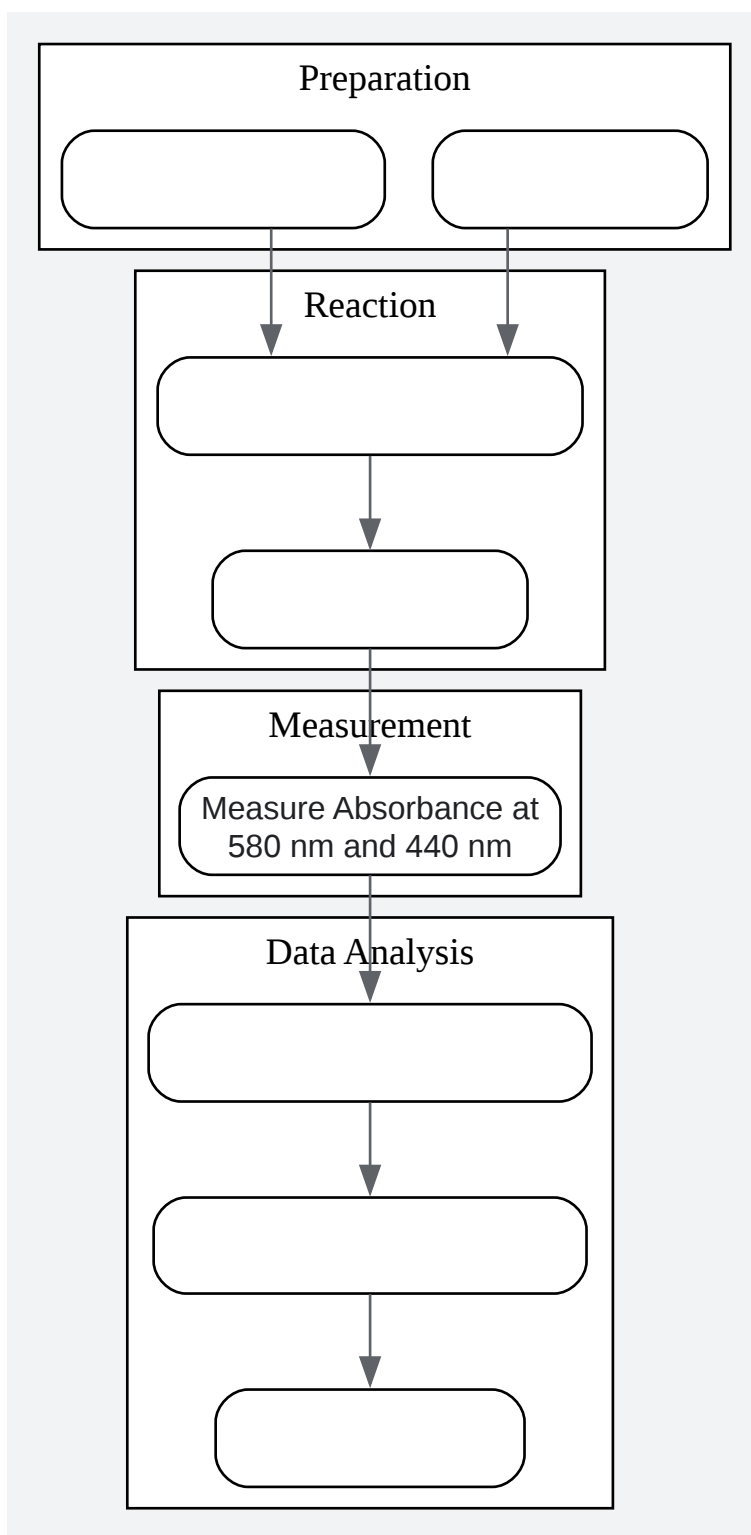 Preparation
Reaction
Measurement
Measure Absorbance at
580 nm and 440 nm
Data Analysis